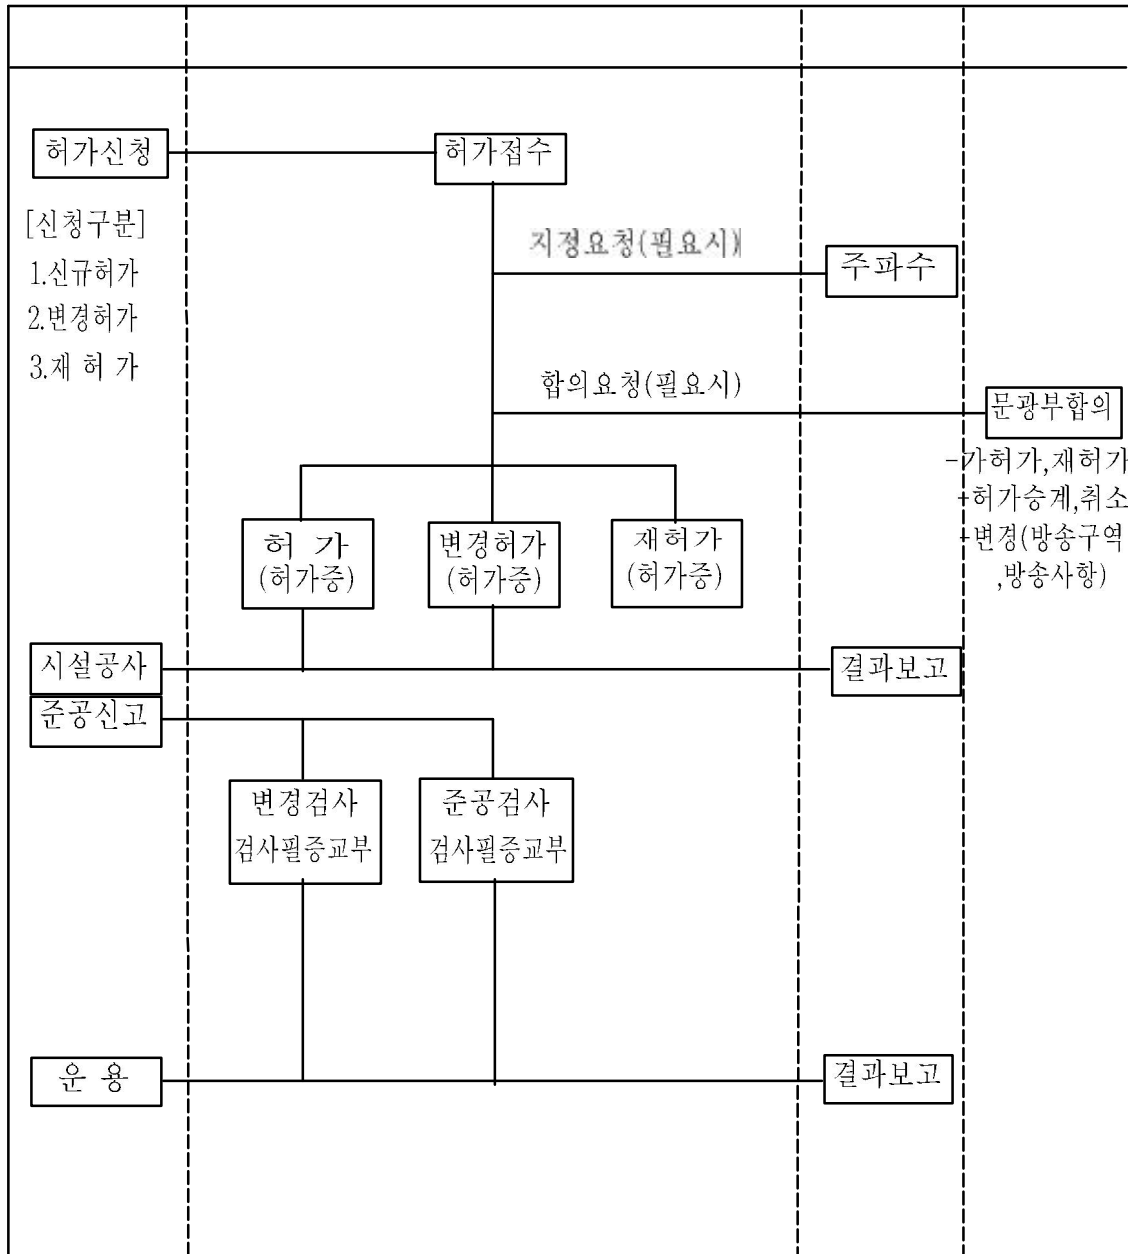 허가신청
허가접수
[신청구분]
1.신규허가
2.변경허가
3.재 허 가
지정요청(필요시)
주파수
합의요청(필요시)
문광부합의
-가허가,재허가
-허가승계,취소
-변경(방송구역
,방송사항)
허 가
(허가증)
변경허가
(허가증)
재허가
(허가증)
시설공사
결과보고
준공신고
변경검사
검사필증교부
준공검사
검사필증교부
운 용
결과보고